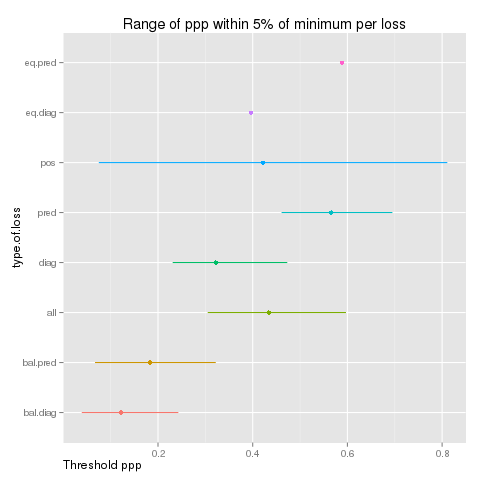 Range of ppp within 5% of minimum per loss
eq.pred
eq.diag
pos
pred
diag
all
bal.pred
bal.diag
type.of.loss
0.2 0.4 0.6 0.8
Threshold ppp